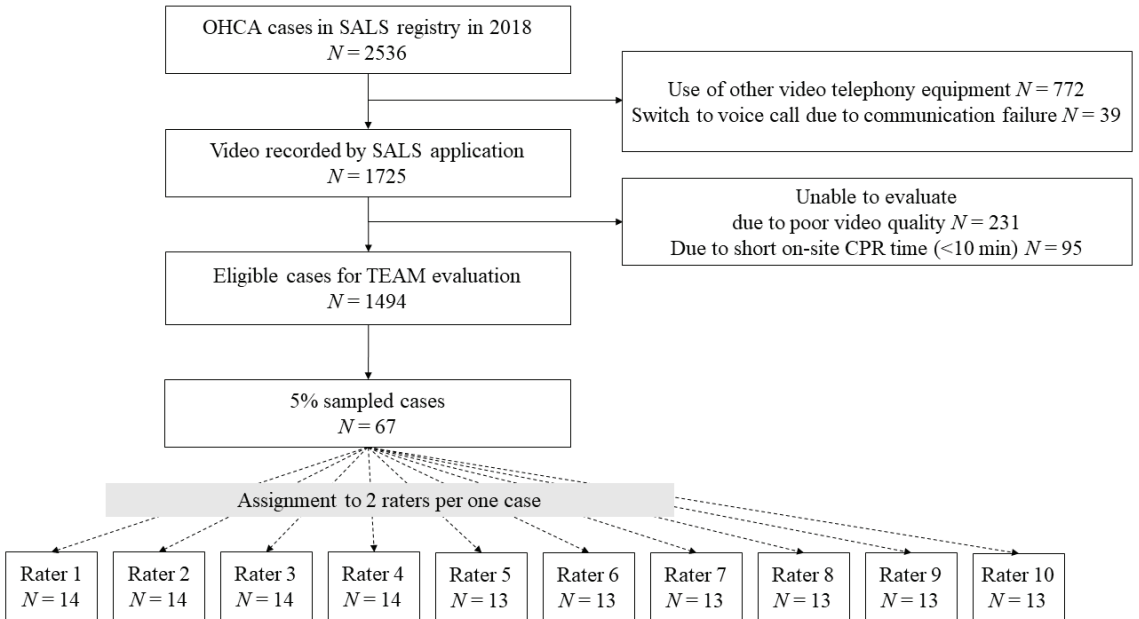 OHCA cases in SALS registry in 2018
N = 2536
Use of other video telephony equipment N = 772
Switch to voice call due to communication failure N = 39
Video recorded by SALS application
N = 1725
Unable to evaluate
due to poor video quality N = 231
Due to short on-site CPR time (<10 min) N = 95
Eligible cases for TEAM evaluation
N = 1494
5% sampled cases
N = 67
Assignment to 2 raters per one case
Rater 1
N = 14
Rater 2
N = 14
Rater 3
N = 14
Rater 4
N = 14
Rater 5
N = 13
Rater 6
N = 13
Rater 7
N = 13
Rater 8
N = 13
Rater 9
N = 13
Rater 10
N = 13